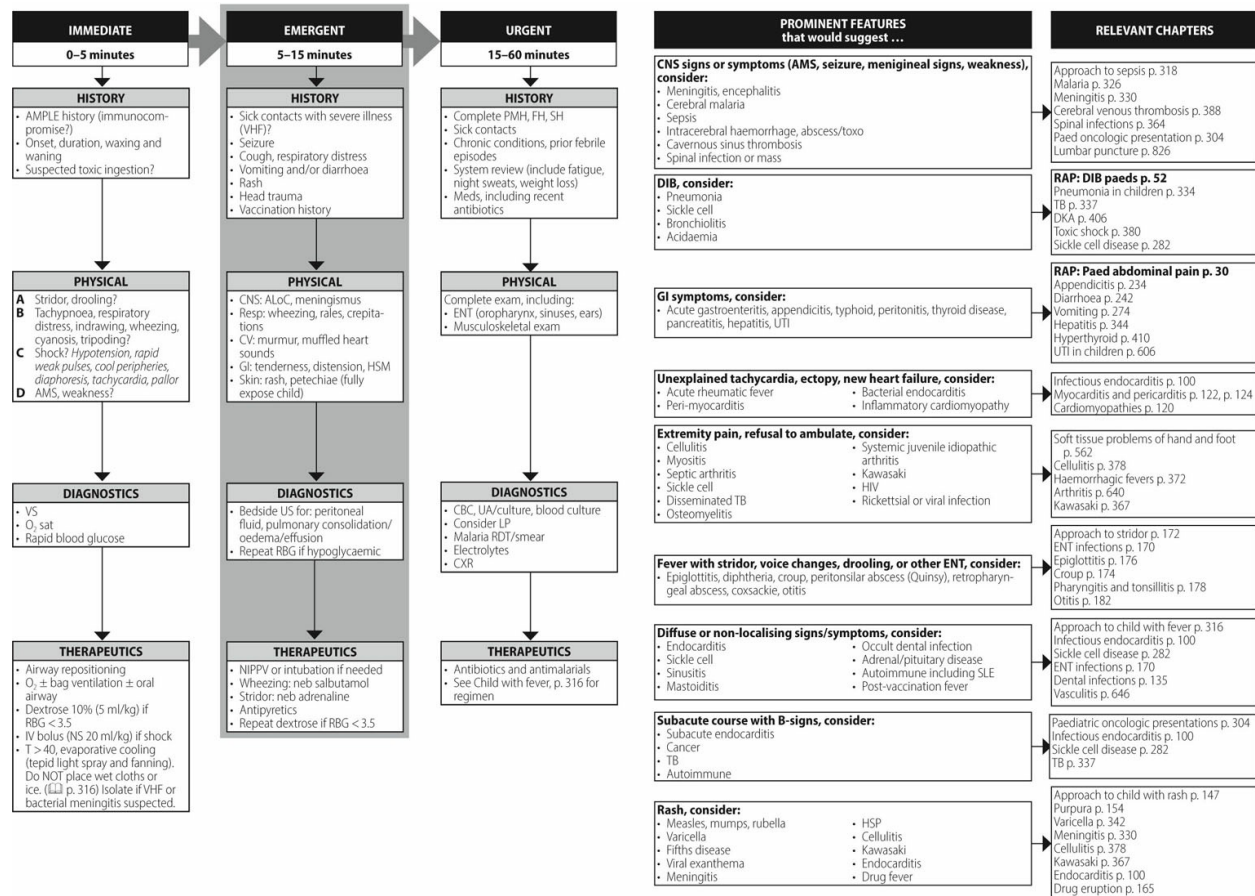 IMMEDIATE
0–5 minutes
HISTORY
• AMPLE history (immunocom-
promise?)
• Onset, duration, waxing and
waning
• Suspected toxic ingestion?
PHYSICAL
A Stridor, drooling?
B Tachypnoea, respiratory
distress, indrawing, wheezing,
cyanosis, tripoding?
C Shock? Hypotension, rapid
weak pulses, cool peripheries,
diaphoresis, tachycardia, pallor
D AMS, weakness?
DIAGNOSTICS
• VS
• O₂ sat
• Rapid blood glucose
THERAPEUTICS
• Airway repositioning
• O₂ ± bag ventilation ± oral
airway
• Dextrose 10% (5 ml/kg) if
RBG < 3.5
• IV bolus (NS 20 ml/kg) if shock
• T > 40, evaporative cooling
(tepid light spray and fanning).
Do NOT place wet cloths or
ice. (p. 316) Isolate if VHF or
bacterial meningitis suspected.
EMERGENT
5–15 minutes
HISTORY
• Sick contacts with severe illness
(VHF)?
• Seizure
• Cough, respiratory distress
• Vomiting and/or diarrhoea
• Rash
• Head trauma
• Vaccination history
PHYSICAL
• CNS: ALoC, meningismus
• Resp: wheezing, rales, crepita-
tions
• CV: murmur, muffled heart
sounds
• GI: tenderness, distension, HSM
• Skin: rash, petechiae (fully
expose child)
DIAGNOSTICS
• Bedside US for: peritoneal
fluid, pulmonary consolidation/
oedema/effusion
• Repeat RBG if hypoglycaemic
THERAPEUTICS
• NIPPV or intubation if needed
• Wheezing: neb salbutamol
• Stridor: neb adrenaline
• Antipyretics
• Repeat dextrose if RBG < 3.5
URGENT
15–60 minutes
HISTORY
• Complete PMH, FH, SH
• Sick contacts
• Chronic conditions, prior febrile
episodes
• System review (include fatigue,
night sweats, weight loss)
• Meds, including recent
antibiotics
PHYSICAL
Complete exam, including:
• ENT (oropharynx, sinuses, ears)
• Musculoskeletal exam
DIAGNOSTICS
• CBC, UA/culture, blood culture
• Consider LP
• Malaria RDT/smear
• Electrolytes
• CXR
THERAPEUTICS
• Antibiotics and antimalarials
• See Child with fever, p. 316 for
regimen
PROMINENT FEATURES
that would suggest …
RELEVANT CHAPTERS
CNS signs or symptoms (AMS, seizure, menigineal signs, weakness),
consider:
• Meningitis, encephalitis
• Cerebral malaria
• Sepsis
• Intracerebral haemorrhage, abscess/toxo
• Cavernous sinus thrombosis
• Spinal infection or mass
Approach to sepsis p. 318
Malaria p. 326
Meningitis p. 330
Cerebral venous thrombosis p. 388
Spinal infections p. 364
Paed oncologic presentation p. 304
Lumbar puncture p. 826
DIB, consider:
• Pneumonia
• Sickle cell
• Bronchiolitis
• Acidaemia
RAP: DIB paeds p. 52
Pneumonia in children p. 334
TB p. 337
DKA p. 406
Toxic shock p. 380
Sickle cell disease p. 282
GI symptoms, consider:
• Acute gastroenteritis, appendicitis, typhoid, peritonitis, thyroid disease,
pancreatitis, hepatitis, UTI
RAP: Paed abdominal pain p. 30
Appendicitis p. 234
Diarrhoea p. 242
Vomiting p. 274
Hepatitis p. 344
Hyperthyroid p. 410
UTI in children p. 606
Unexplained tachycardia, ectopy, new heart failure, consider:
• Acute rheumatic fever
• Peri-myocarditis
• Bacterial endocarditis
• Inflammatory cardiomyopathy
Infectious endocarditis p. 100
Myocarditis and pericarditis p. 122, p. 124
Cardiomyopathies p. 120
Extremity pain, refusal to ambulate, consider:
• Cellulitis
• Myositis
• Septic arthritis
• Sickle cell
• Disseminated TB
• Osteomyelitis
• Systemic juvenile idiopathic
arthritis
• Kawasaki
• HIV
• Rickettsial or viral infection
Soft tissue problems of hand and foot
p. 562
Cellulitis p. 378
Haemorrhagic fevers p. 372
Arthritis p. 640
Kawasaki p. 367
Fever with stridor, voice changes, drooling, or other ENT, consider:
• Epiglottitis, diphtheria, croup, peritonsilar abscess (Quinsy), retropharyn-
geal abscess, coxsackie, otitis
Approach to stridor p. 172
ENT infections p. 170
Epiglottitis p. 176
Croup p. 174
Pharyngitis and tonsillitis p. 178
Otitis p. 182
Diffuse or non-localising signs/symptoms, consider:
• Endocarditis
• Sickle cell
• Sinusitis
• Mastoiditis
• Occult dental infection
• Adrenal/pituitary disease
• Autoimmune including SLE
• Post-vaccination fever
Approach to child with fever p. 316
Infectious endocarditis p. 100
Sickle cell disease p. 282
ENT infections p. 170
Dental infections p. 135
Vasculitis p. 646
Subacute course with B-signs, consider:
• Subacute endocarditis
• Cancer
• TB
• Autoimmune
Paediatric oncologic presentations p. 304
Infectious endocarditis p. 100
Sickle cell disease p. 282
TB p. 337
Rash, consider:
• Measles, mumps, rubella
• Varicella
• Fifths disease
• Viral exanthema
• Meningitis
• HSP
• Cellulitis
• Kawasaki
• Endocarditis
• Drug fever
Approach to child with rash p. 147
Purpura p. 154
Varicella p. 342
Meningitis p. 330
Cellulitis p. 378
Kawasaki p. 367
Endocarditis p. 100
Drug eruption p. 165